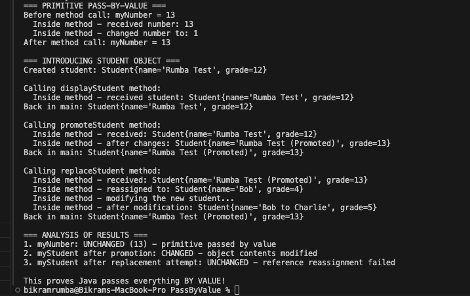 === PRIMITIVE PASS-BY-VALUE ===
Before method call: myNumber = 13
Inside method - received number: 13
Inside method - changed number to: 1
After method call: myNumber = 13
=== INTRODUCING STUDENT OBJECT ===
Created student: Student{name='Rumba Test', grade=12}
Calling displayStudent method:
Inside method - received student: Student{name='Rumba Test', grade=12}
Back in main: Student{name='Rumba Test', grade=12}
Calling promoteStudent method:
Inside method - received: Student{name='Rumba Test', grade=12}
Inside method - after changes: Student{name='Rumba Test (Promoted)', grade=13}
Back in main: Student{name='Rumba Test (Promoted)', grade=13}
Calling replaceStudent method:
Inside method - received: Student{name='Rumba Test (Promoted)', grade=13}
Inside method - reassigned to: Student{name='Bob', grade=4}
Inside method - modifying the new student...
Inside method - after modification: Student{name='Bob to Charlie', grade=5}
Back in main: Student{name='Rumba Test (Promoted)', grade=13}
=== ANALYSIS OF RESULTS ===
1. myNumber: UNCHANGED (13) - primitive passed by value
2. myStudent after promotion: CHANGED - object contents modified
3. myStudent after replacement attempt: UNCHANGED - reference reassignment failed
This proves Java passes everything BY VALUE!
bikramrumba@Bikrams-MacBook-Pro PassByValue %